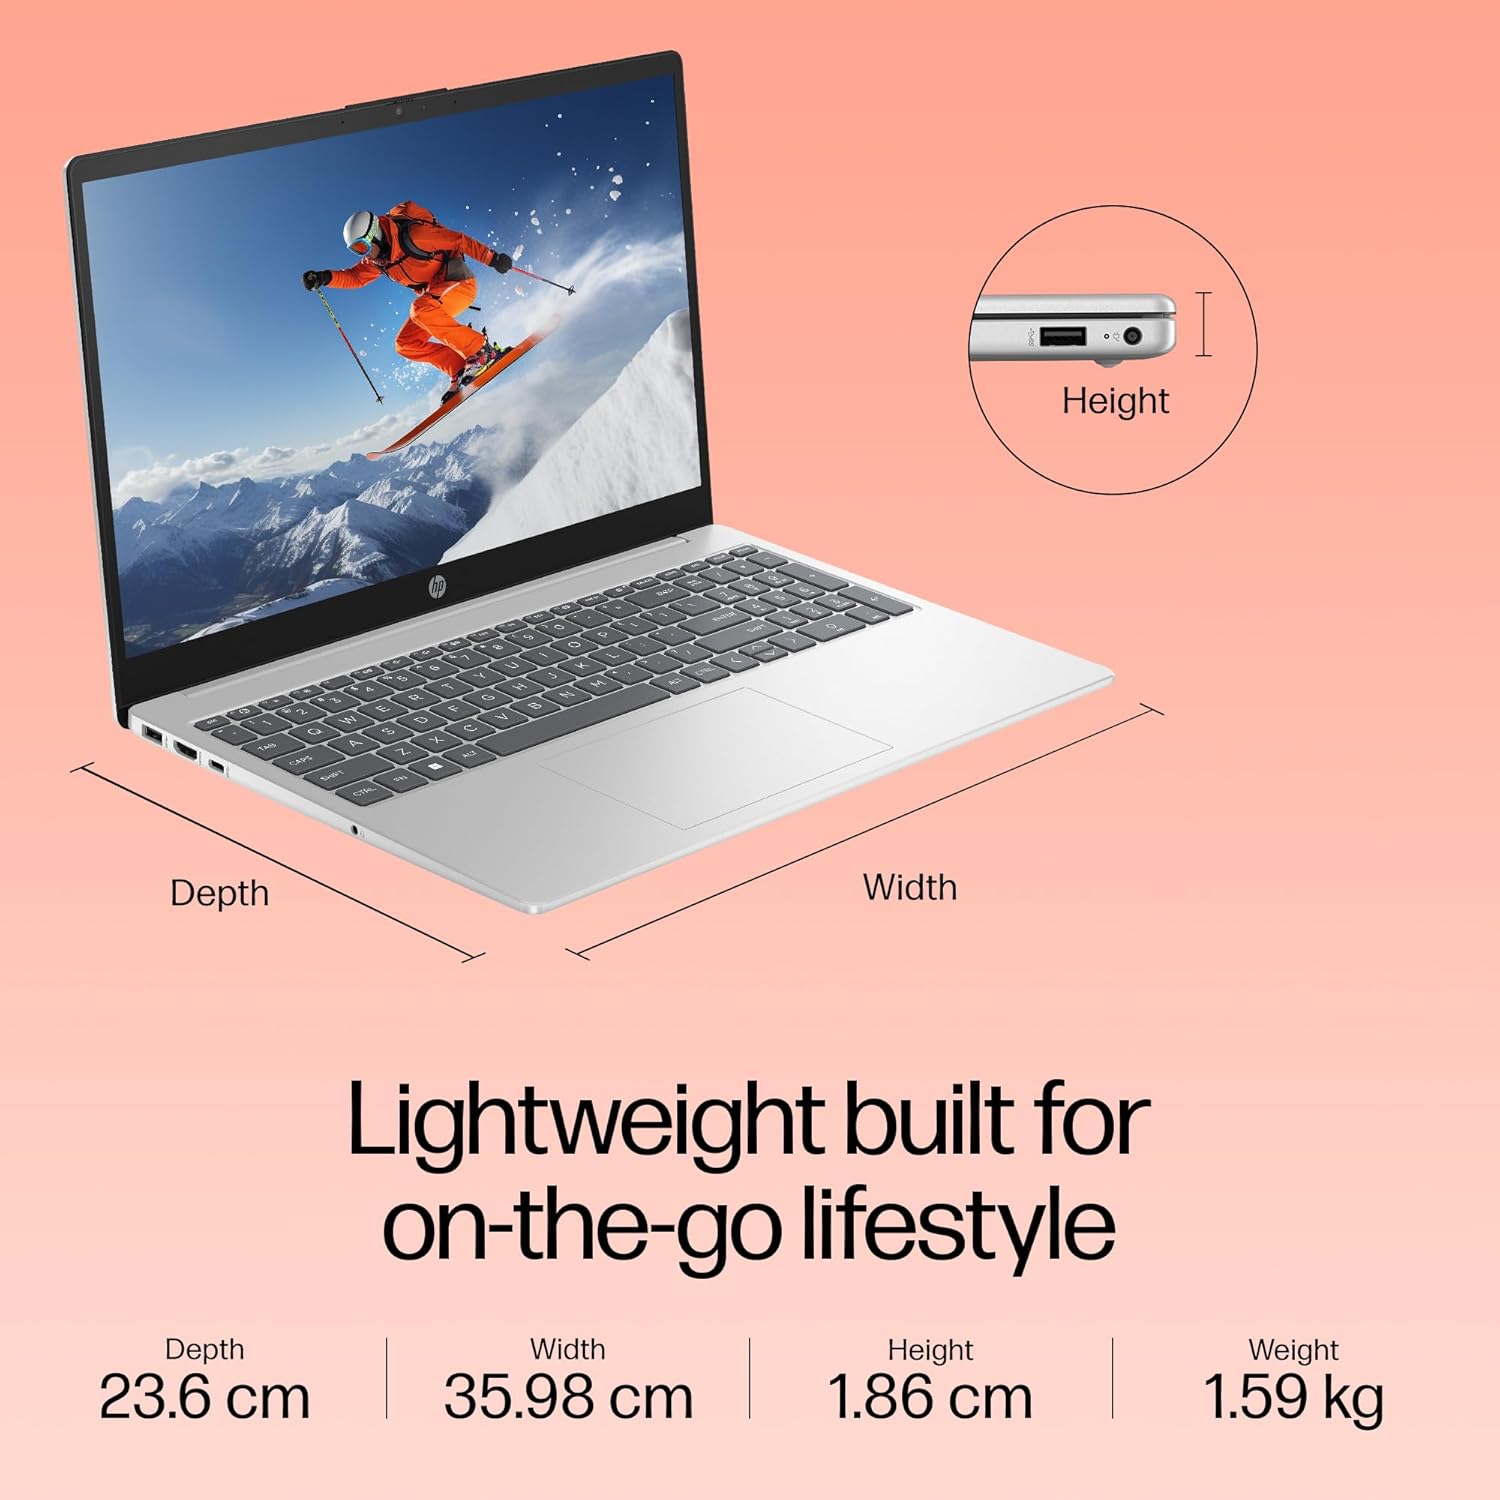 hp
Height
Depth
Width
Lightweight built for
on-the-go lifestyle
Depth
23.6 cm
Width
35.98 cm
Height
1.86 cm
Weight
1.59 kg